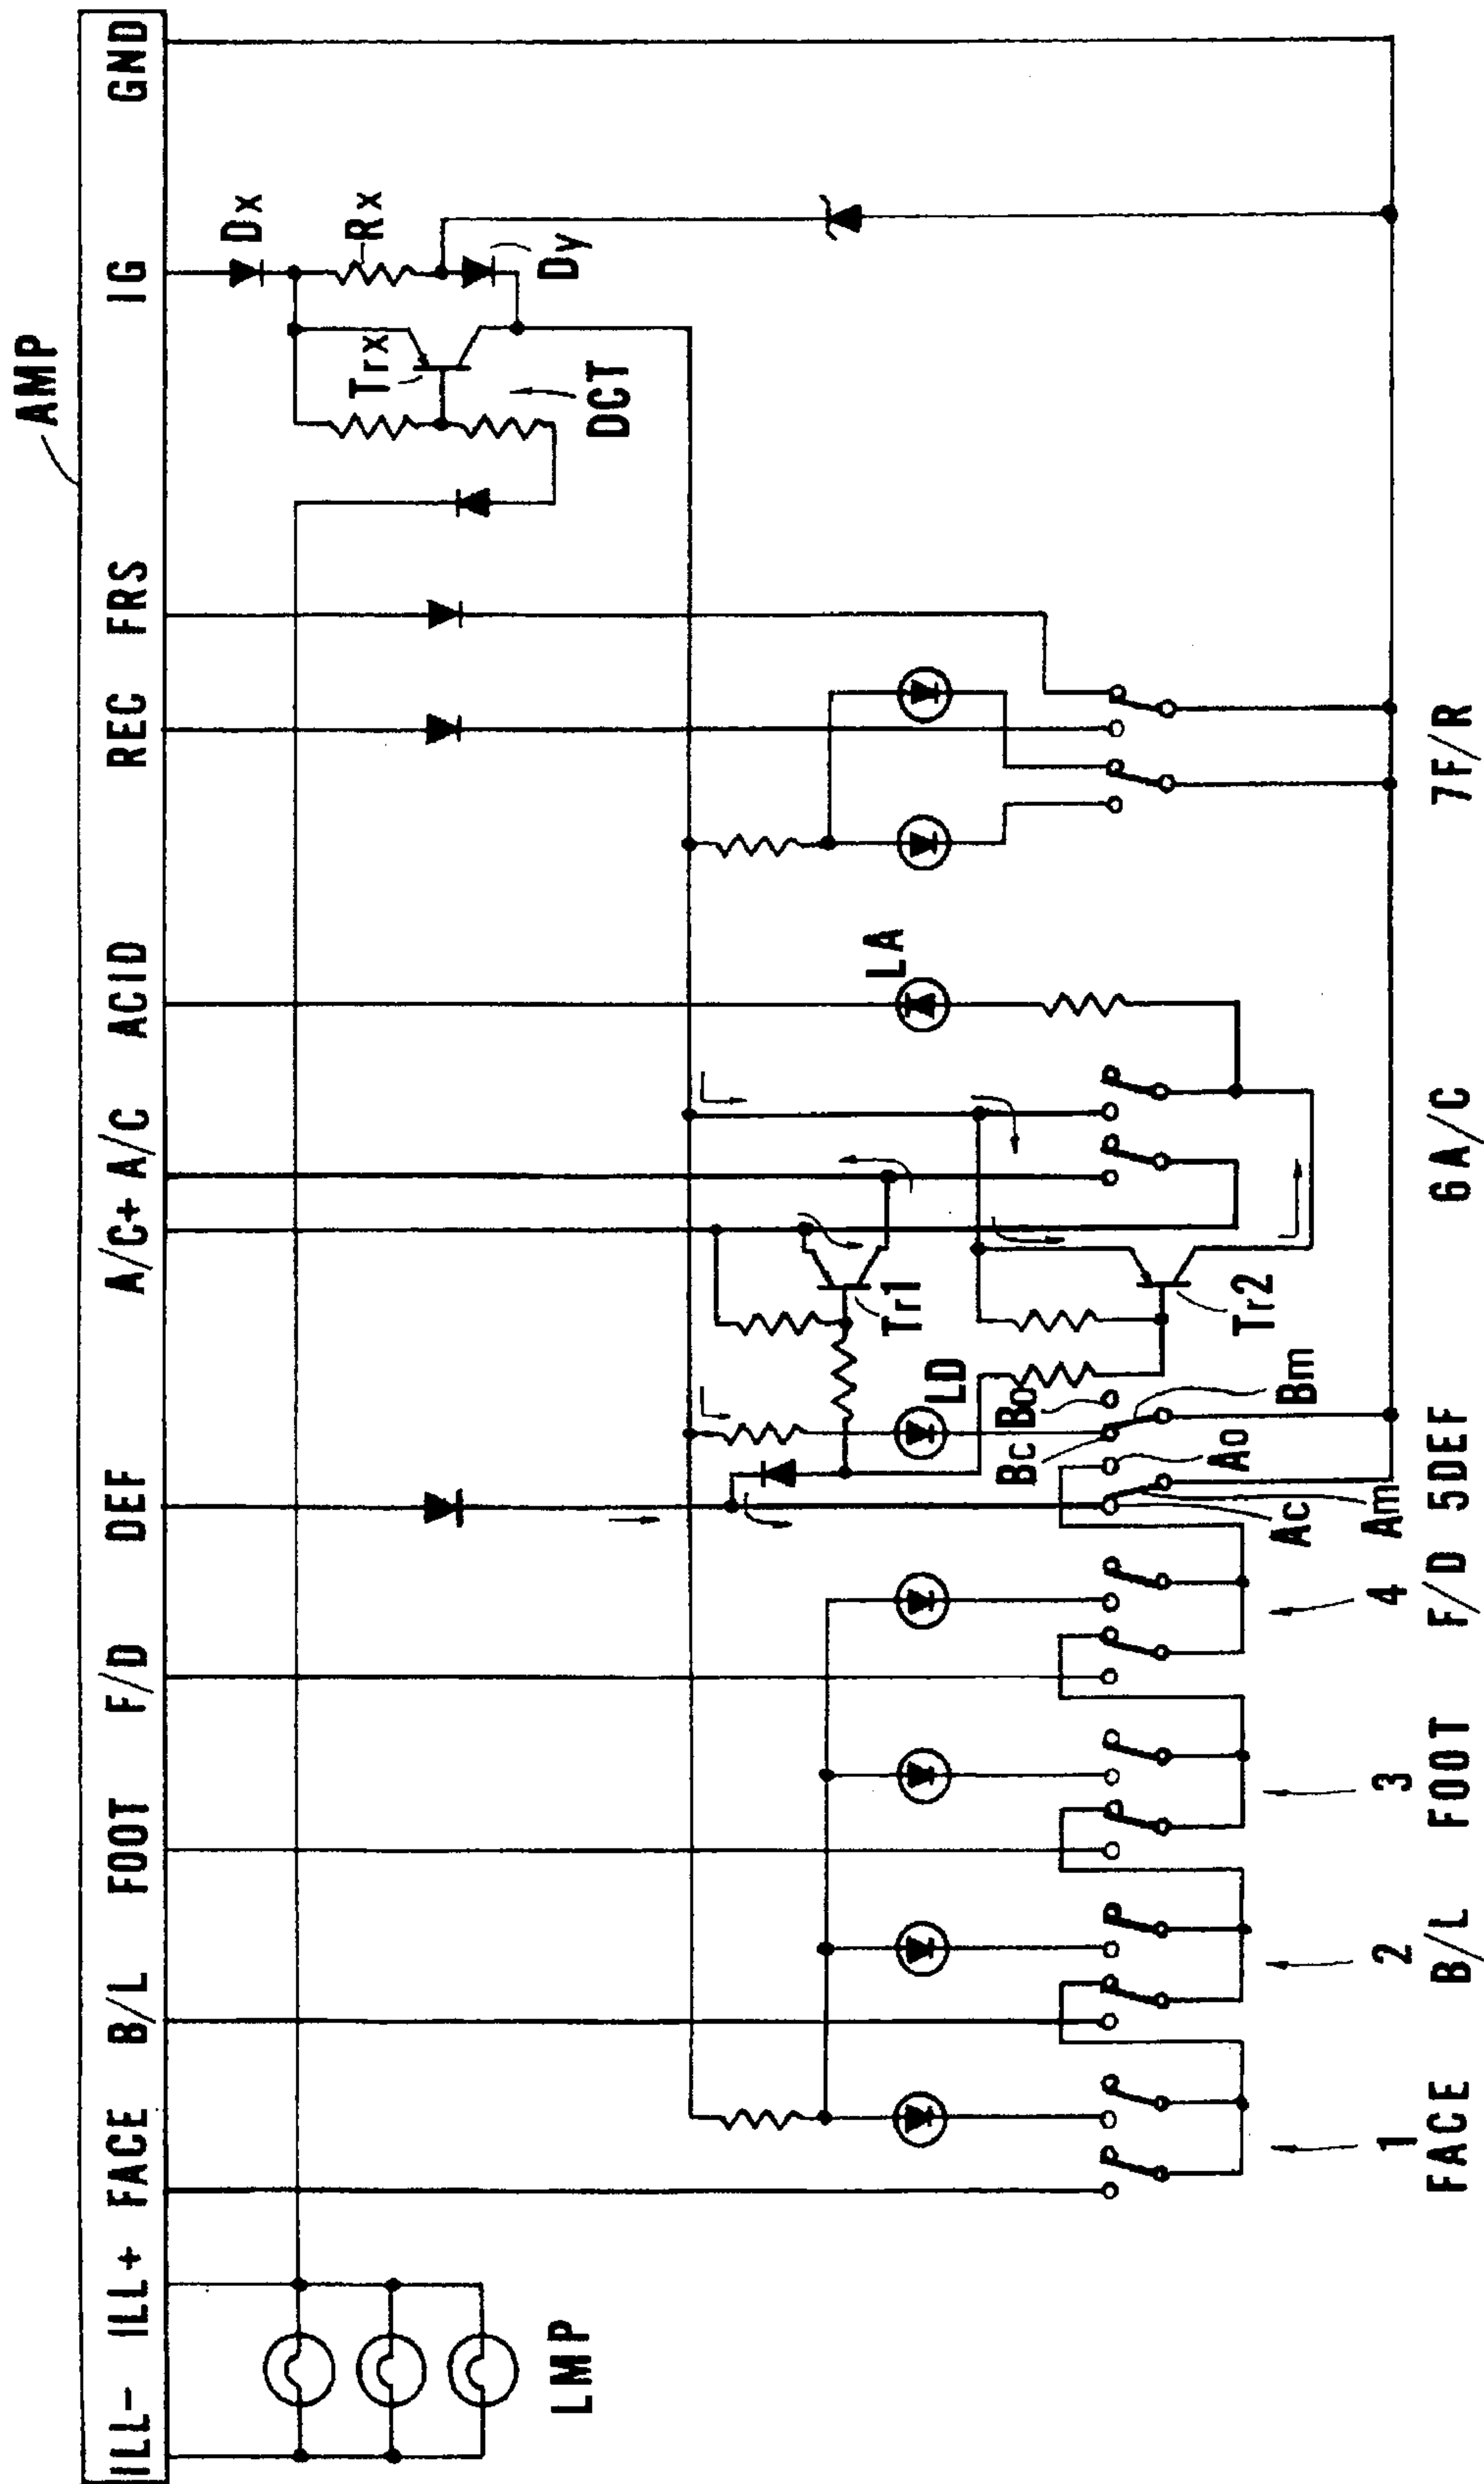 AMP
ILL- ILL+ FACE B/L FOOT F/D DEF A/C+ A/C ACID REC FRS IG GND
Dx
Rx
Trx
Dy
DCT
LMP
LA
Tr1
LD
Tr2
Bo
Bc
Bm
Ao
Ac
Am
1 2 3 4
FACE B/L FOOT F/D 5DEF 6A/C 7F/R